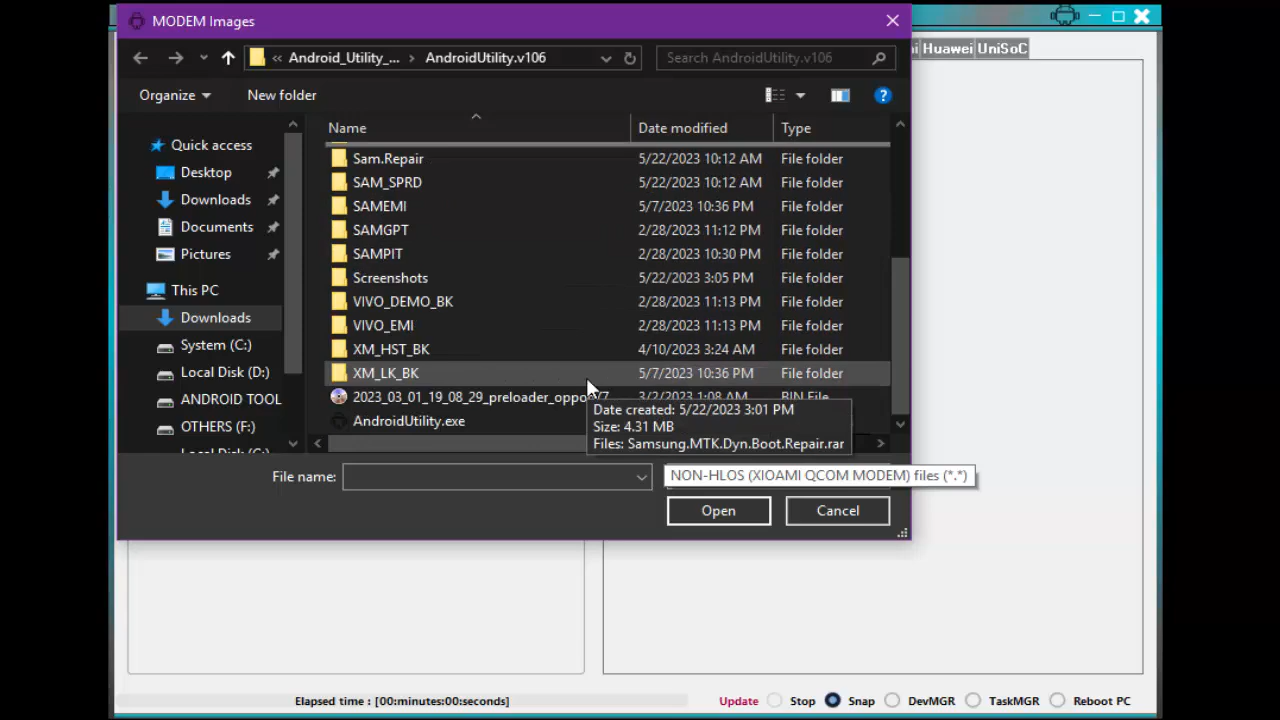 MODEM Images
« Android_Utility_... › AndroidUtility.v106
Search AndroidUtility.v106
Huawei UniSoC
Organize
New folder
Name
Date modified
Type
Quick access
Desktop
Downloads
Documents
Pictures
This PC
Downloads
System (C:)
Local Disk (D:)
ANDROID TOOL
OTHERS (F:)
Sam.Repair 5/22/2023 10:12 AM File folder
SAM_SPRD 5/22/2023 10:12 AM File folder
SAMEMI 5/7/2023 10:36 PM File folder
SAMGPT 2/28/2023 11:12 PM File folder
SAMPIT 2/28/2023 10:30 PM File folder
Screenshots 5/22/2023 3:05 PM File folder
VIVO_DEMO_BK 2/28/2023 11:13 PM File folder
VIVO_EMI 2/28/2023 11:13 PM File folder
XM_HST_BK 4/10/2023 3:24 AM File folder
XM_LK_BK 5/7/2023 10:36 PM File folder
2023_03_01_19_08_29_preloader_oppo 3/2/2023 1:08 AM BIN File
AndroidUtility.exe
Date created: 5/22/2023 3:01 PM
Size: 4.31 MB
Files: Samsung.MTK.Dyn.Boot.Repair.rar
File name:
NON-HLOS (XIOAMI QCOM MODEM) files (*.*)
Open
Cancel
Elapsed time : [00:minutes:00:seconds]
Update Stop Snap DevMGR TaskMGR Reboot PC